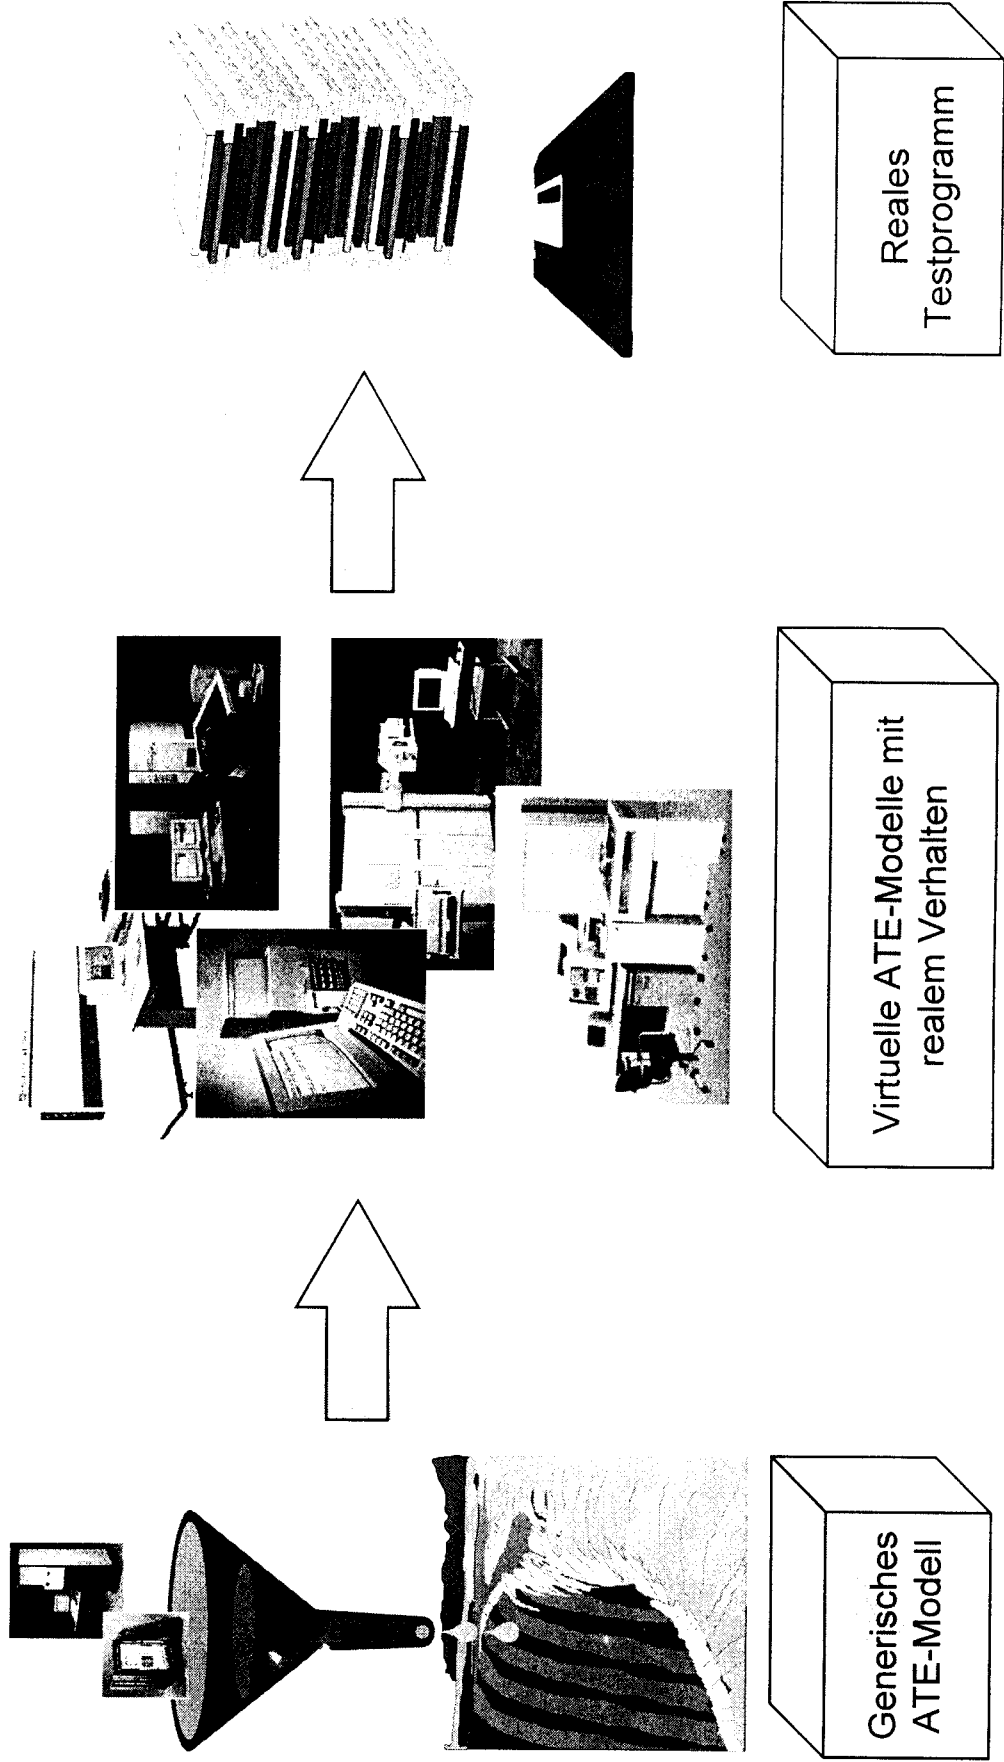 Generisches
ATE-Modell
Virtuelle ATE-Modelle mit
realem Verhalten
Reales
Testprogramm